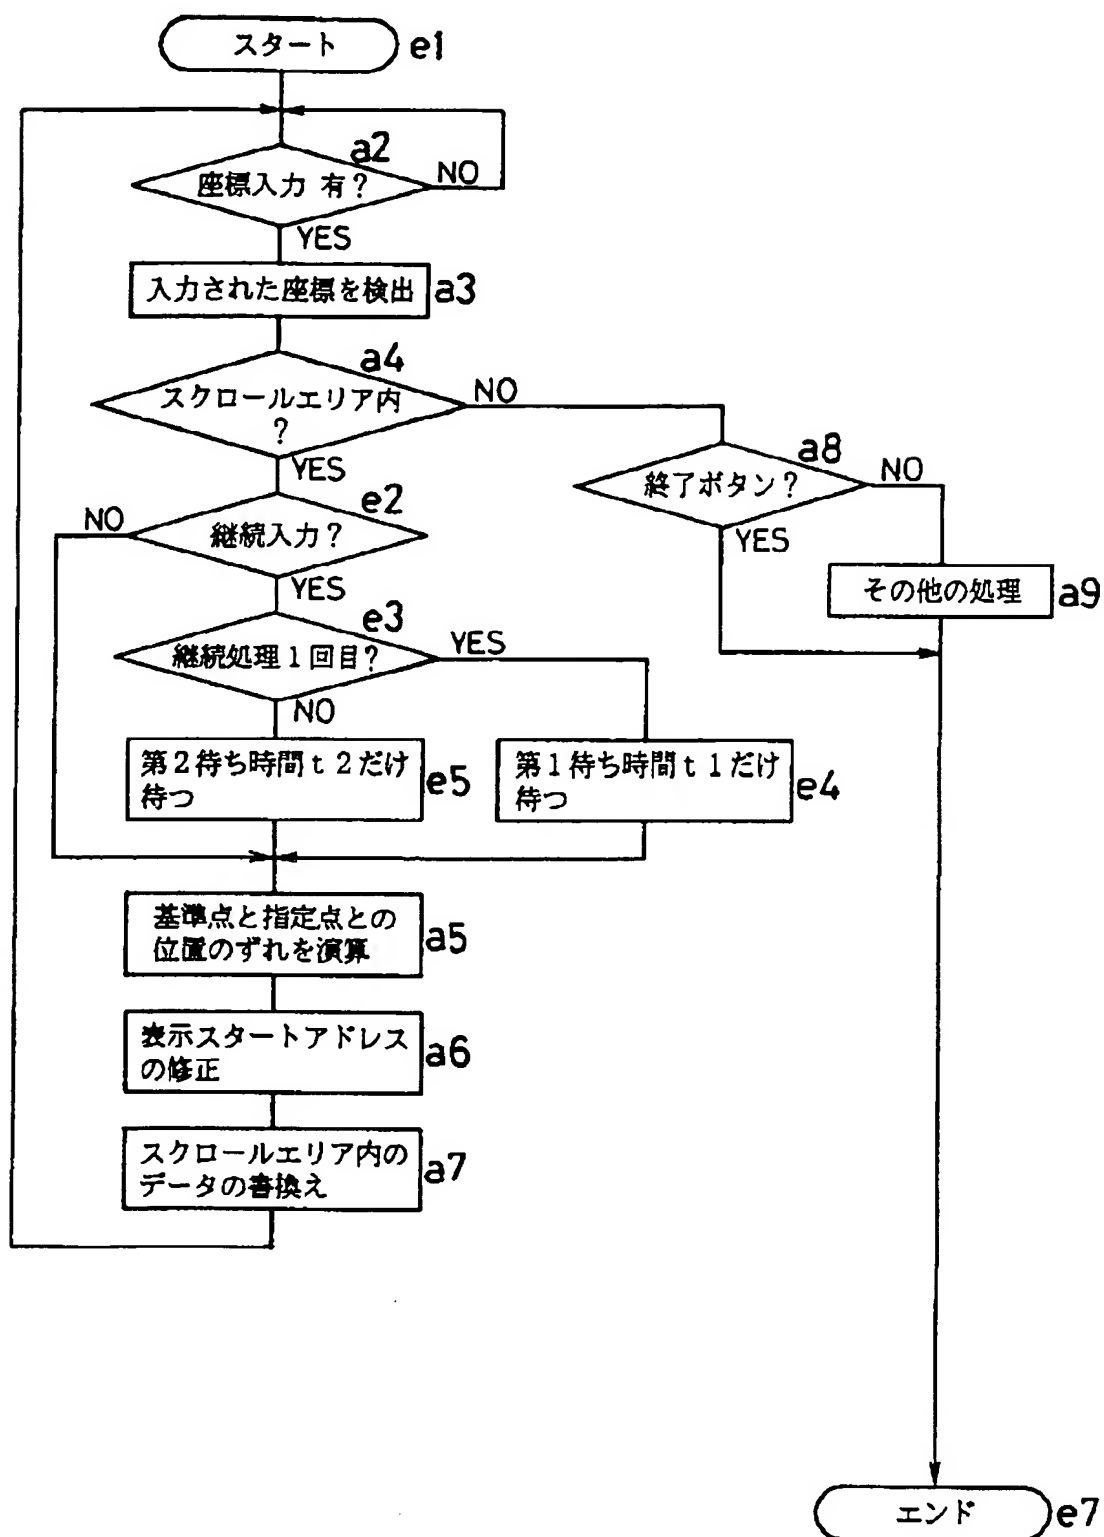 スタート e1
a2
座標入力 有? NO
YES
入力された座標を検出 a3
a4
スクロールエリア内 NO
?
YES
a8
終了ボタン? NO
YES
その他の処理 a9
e2
NO 継続入力?
YES
e3
継続処理1回目? YES
NO
第2待ち時間t2だけ
待つ
e5
第1待ち時間t1だけ
待つ
e4
基準点と指定点との
位置のずれを演算
a5
表示スタートアドレス
の修正
a6
スクロールエリア内の
データの書換え
a7
エンド e7